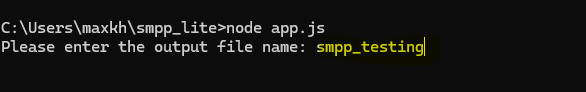 C:\Users\maxkh\smpp_lite>node app.js
Please enter the output file name: smpp_testing